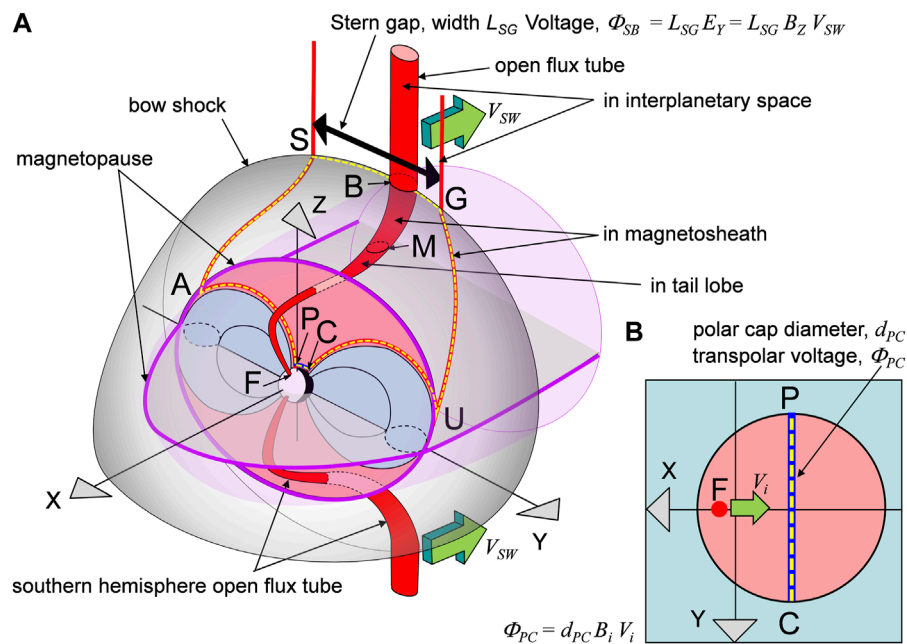 A
Stern gap, width L_SG Voltage, Φ_SB = L_SG E_Y = L_SG B_Z V_SW
open flux tube
bow shock
in interplanetary space
V_SW
magnetopause
S
B
G
Z
M
in magnetosheath
A
in tail lobe
P
C
F
U
X
Y
V_SW
southern hemisphere open flux tube
B
polar cap diameter, d_PC
transpolar voltage, Φ_PC
P
X
F
V_i
Y
C
Φ_PC = d_PC B_i V_i